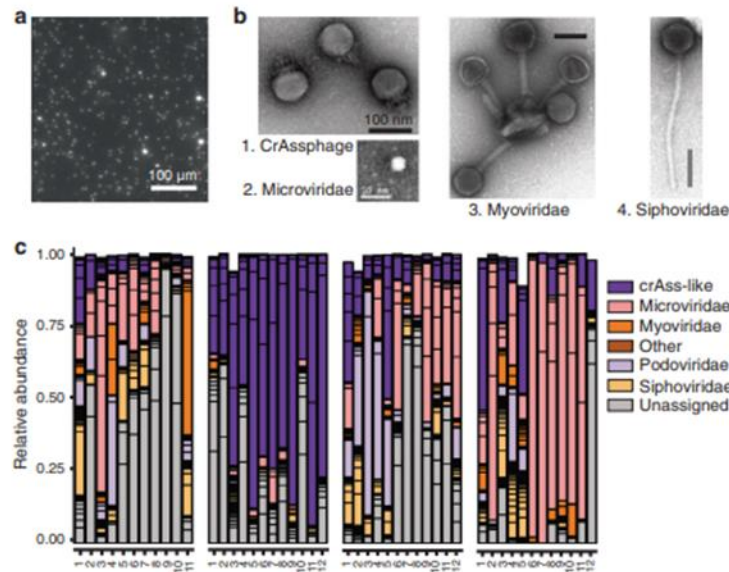 a
b
100 μm
100 nm
1. CrAssphage
2. Microviridae
3. Myoviridae
4. Siphoviridae
c
Relative abundance
1.00
0.75
0.50
0.25
0.00
1 2 3 4 5 6 7 8 9 10 11
1 2 3 4 5 6 7 8 9 10 11 12
1 2 3 4 5 6 7 8 9 10 11 12
1 2 3 4 5 6 7 8 9 10 11 12
crAss-like
Microviridae
Myoviridae
Other
Podoviridae
Siphoviridae
Unassigned